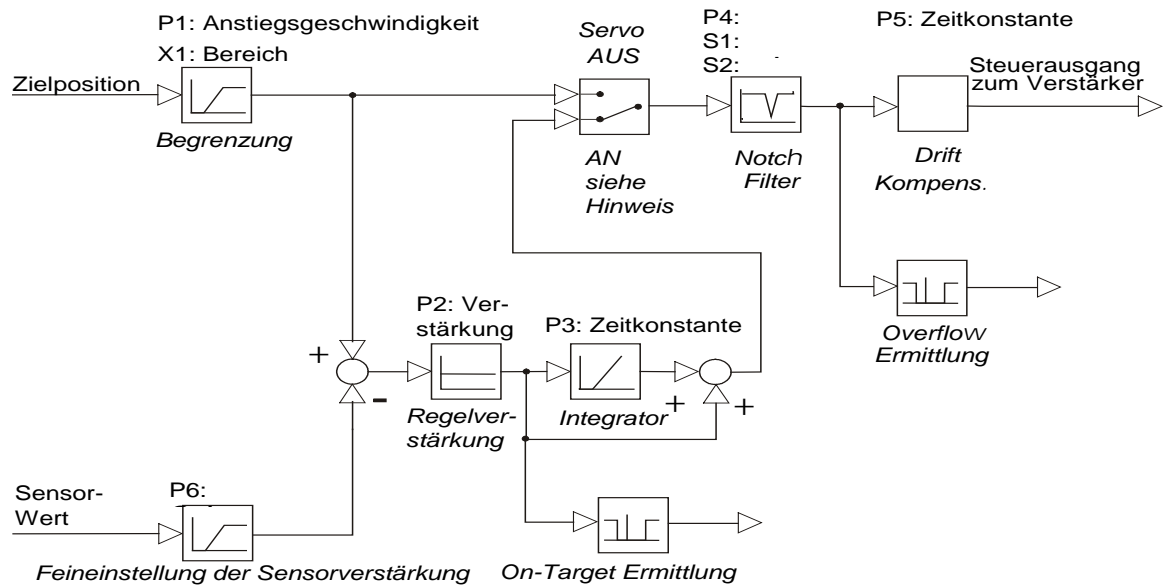 P1: Anstiegsgeschwindigkeit
X1: Bereich
Zielposition
Begrenzung
Servo
AUS
AN
siehe
Hinweis
P4:
S1:
S2:
Notch
Filter
P5: Zeitkonstante
Steuerausgang
zum Verstärker
Drift
Kompens.
Overflow
Ermittlung
+
-
P2: Ver-
stärkung
Regelver-
stärkung
P3: Zeitkonstante
Integrator
+
+
Sensor-
Wert
P6:
Feineinstellung der Sensorverstärkung
On-Target Ermittlung